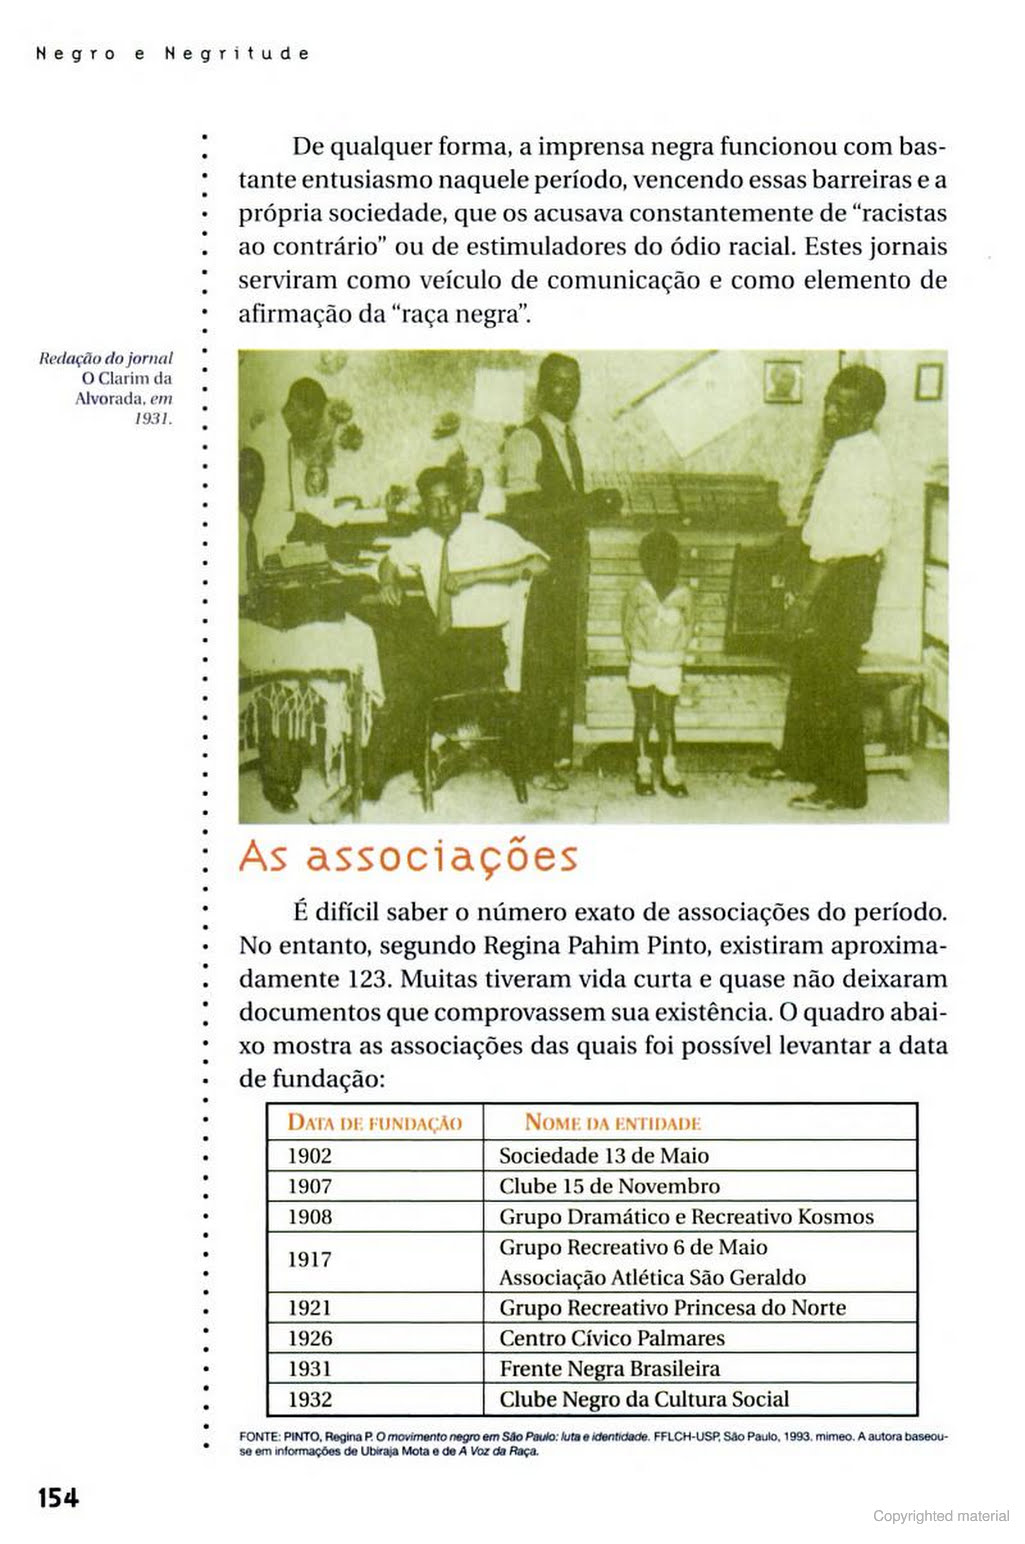 Negro e Negritude
De qualquer forma, a imprensa negra funcionou com bas-
tante entusiasmo naquele período, vencendo essas barreiras e a
própria sociedade, que os acusava constantemente de “racistas
ao contrário” ou de estimuladores do ódio racial. Estes jornais
serviram como veículo de comunicação e como elemento de
afirmação da “raça negra”.
Redação do jornal
O Clarim da
Alvorada, em
1931.
As associações
É difícil saber o número exato de associações do período.
No entanto, segundo Regina Pahim Pinto, existiram aproxima-
damente 123. Muitas tiveram vida curta e quase não deixaram
documentos que comprovassem sua existência. O quadro abai-
xo mostra as associações das quais foi possível levantar a data
de fundação:
DATA DE FUNDAÇÃO NOME DA ENTIDADE
1902 Sociedade 13 de Maio
1907 Clube 15 de Novembro
1908 Grupo Dramático e Recreativo Kosmos
1917 Grupo Recreativo 6 de Maio
Associação Atlética São Geraldo
1921 Grupo Recreativo Princesa do Norte
1926 Centro Cívico Palmares
1931 Frente Negra Brasileira
1932 Clube Negro da Cultura Social
FONTE: PINTO, Regina P. O movimento negro em São Paulo: luta e identidade. FFLCH-USP, São Paulo, 1993. mimeo. A autora baseou-
se em informações de Ubiraja Mota e de A Voz da Raça.
154
Copyrighted material